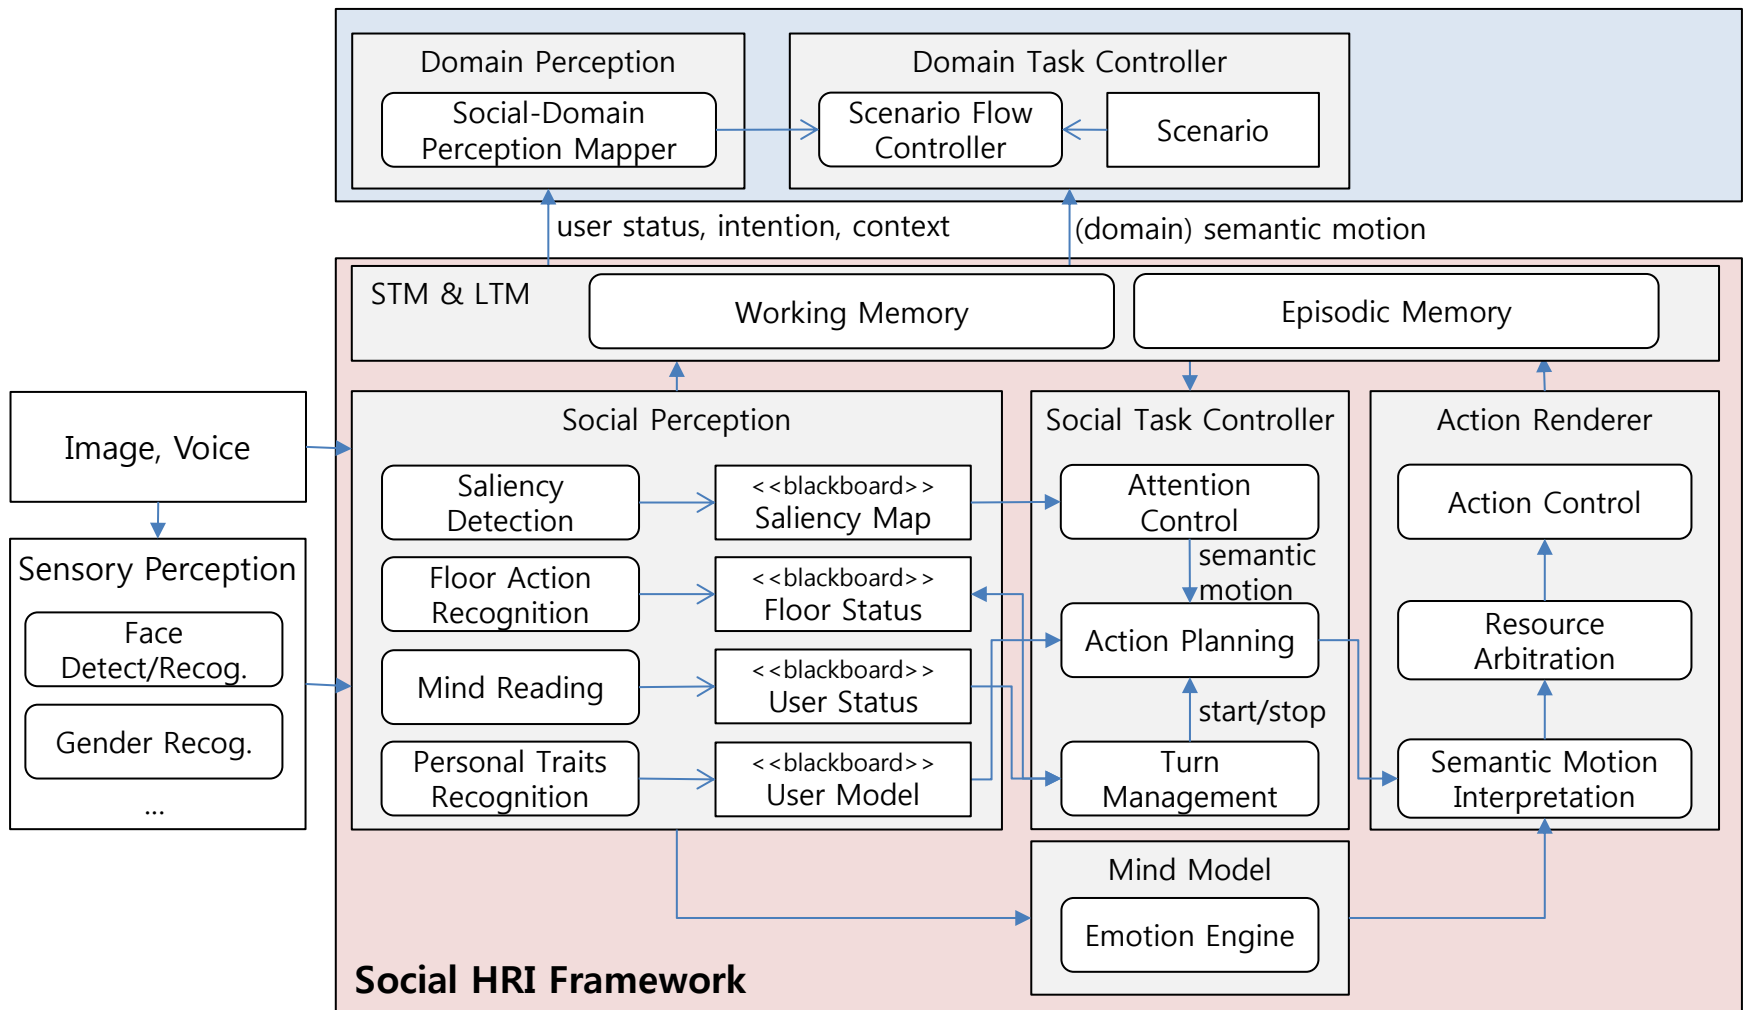 Domain Perception
Social-Domain
Perception Mapper
Domain Task Controller
Scenario Flow
Controller
Scenario
user status, intention, context
(domain) semantic motion
STM & LTM
Working Memory
Episodic Memory
Image, Voice
Sensory Perception
Face
Detect/Recog.
Gender Recog.
...
Social Perception
Saliency
Detection
<<blackboard>>
Saliency Map
Floor Action
Recognition
<<blackboard>>
Floor Status
Mind Reading
<<blackboard>>
User Status
Personal Traits
Recognition
<<blackboard>>
User Model
Social Task Controller
Attention
Control
semantic
motion
Action Planning
start/stop
Turn
Management
Action Renderer
Action Control
Resource
Arbitration
Semantic Motion
Interpretation
Mind Model
Emotion Engine
Social HRI Framework